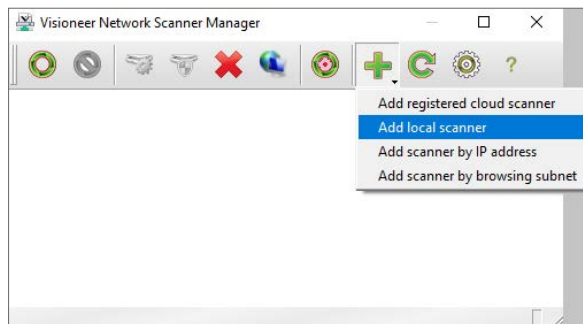 Visioneer Network Scanner Manager
?
Add registered cloud scanner
Add local scanner
Add scanner by IP address
Add scanner by browsing subnet